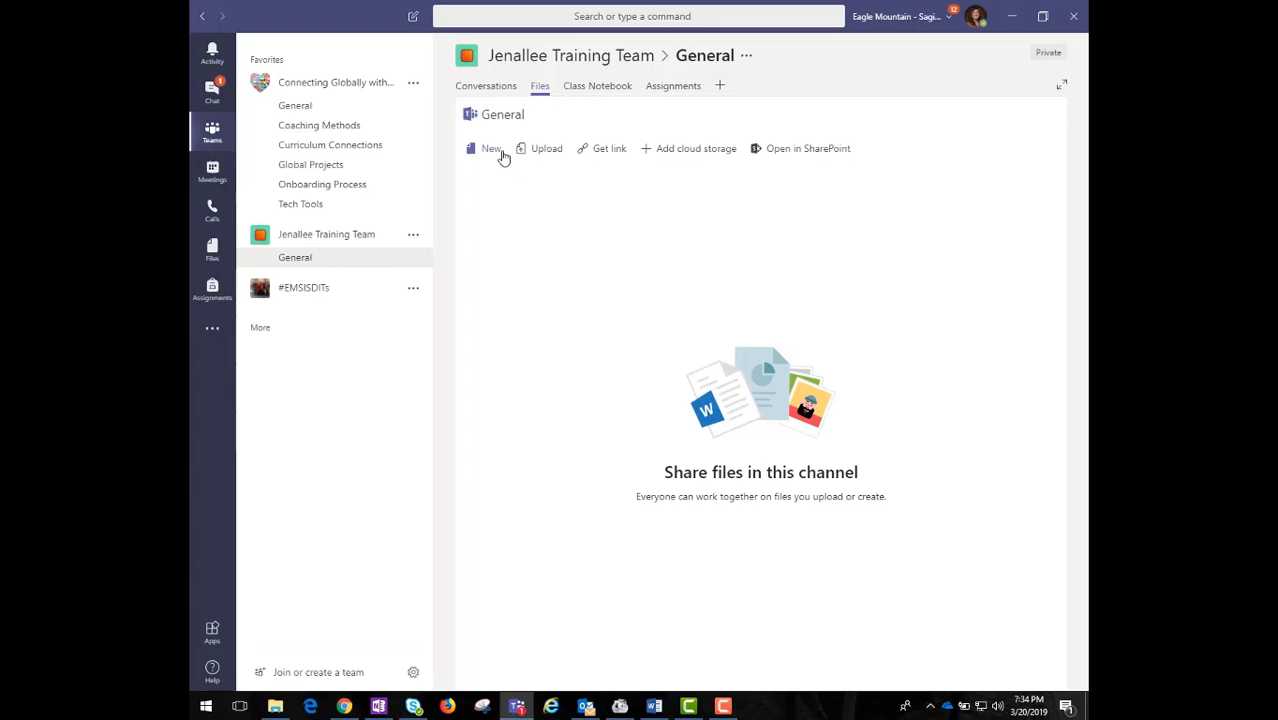 Search or type a command
Eagle Mountain - Sagi...
12
Activity
Chat
1
Teams
Meetings
Calls
Files
Assignments
Apps
Help
Favorites
Connecting Globally with...
General
Coaching Methods
Curriculum Connections
Global Projects
Onboarding Process
Tech Tools
Jenallee Training Team
General
#EMSISDITs
More
Join or create a team
Jenallee Training Team > General
Private
Conversations Files Class Notebook Assignments
General
New Upload Get link Add cloud storage Open in SharePoint
W
Share files in this channel
Everyone can work together on files you upload or create.
7:34 PM
3/20/2019